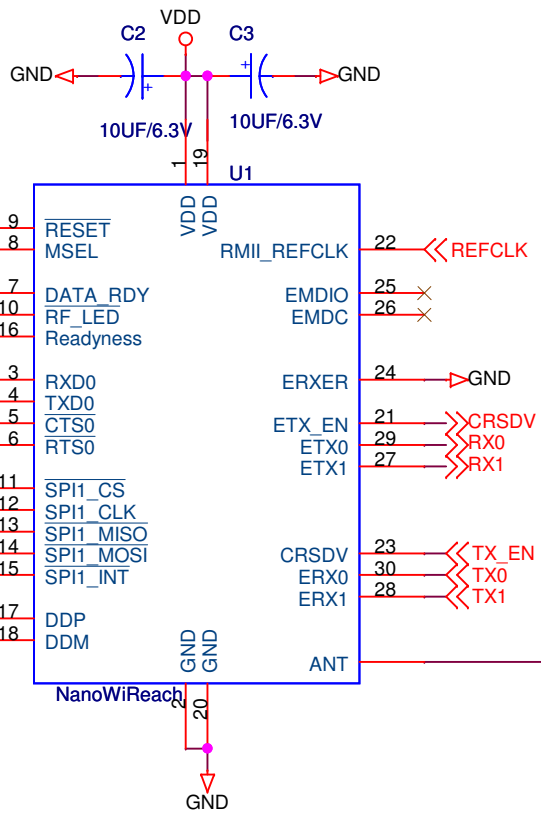 VDD
C2
C3
GND
GND
10UF/6.3V
10UF/6.3V
1
19
U1
VDD
VDD
9
RESET
8
MSEL
RMII_REFCLK
22
REFCLK
7
DATA_RDY
EMDIO
25
10
RF_LED
EMDC
26
16
Readyness
3
RXD0
ERXER
24
GND
4
TXD0
5
CTS0
ETX_EN
21
CRSDV
6
RTS0
ETX0
29
RX0
ETX1
27
RX1
11
SPI1_CS
12
SPI1_CLK
13
SPI1_MISO
14
SPI1_MOSI
CRSDV
23
TX_EN
15
SPI1_INT
ERX0
30
TX0
ERX1
28
TX1
17
DDP
18
DDM
GND
GND
ANT
NanoWiReach
2
20
GND